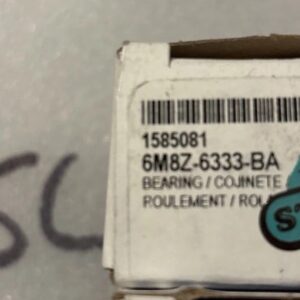 1585081
6M8Z-6333-BA
BEARING / COJINETE
ROULEMENT /